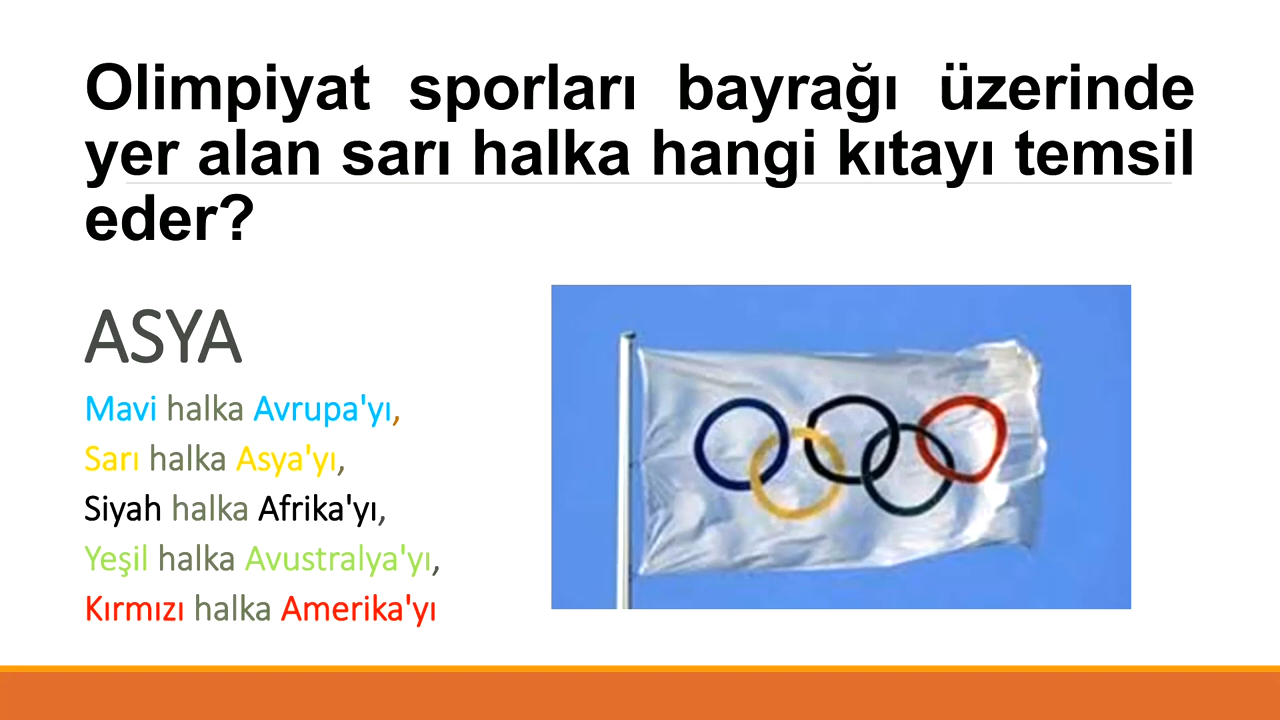 Olimpiyat sporları bayrağı üzerinde
yer alan sarı halka hangi kıtayı temsil
eder?
ASYA
Mavi halka Avrupa'yı,
Sarı halka Asya'yı,
Siyah halka Afrika'yı,
Yeşil halka Avustralya'yı,
Kırmızı halka Amerika'yı